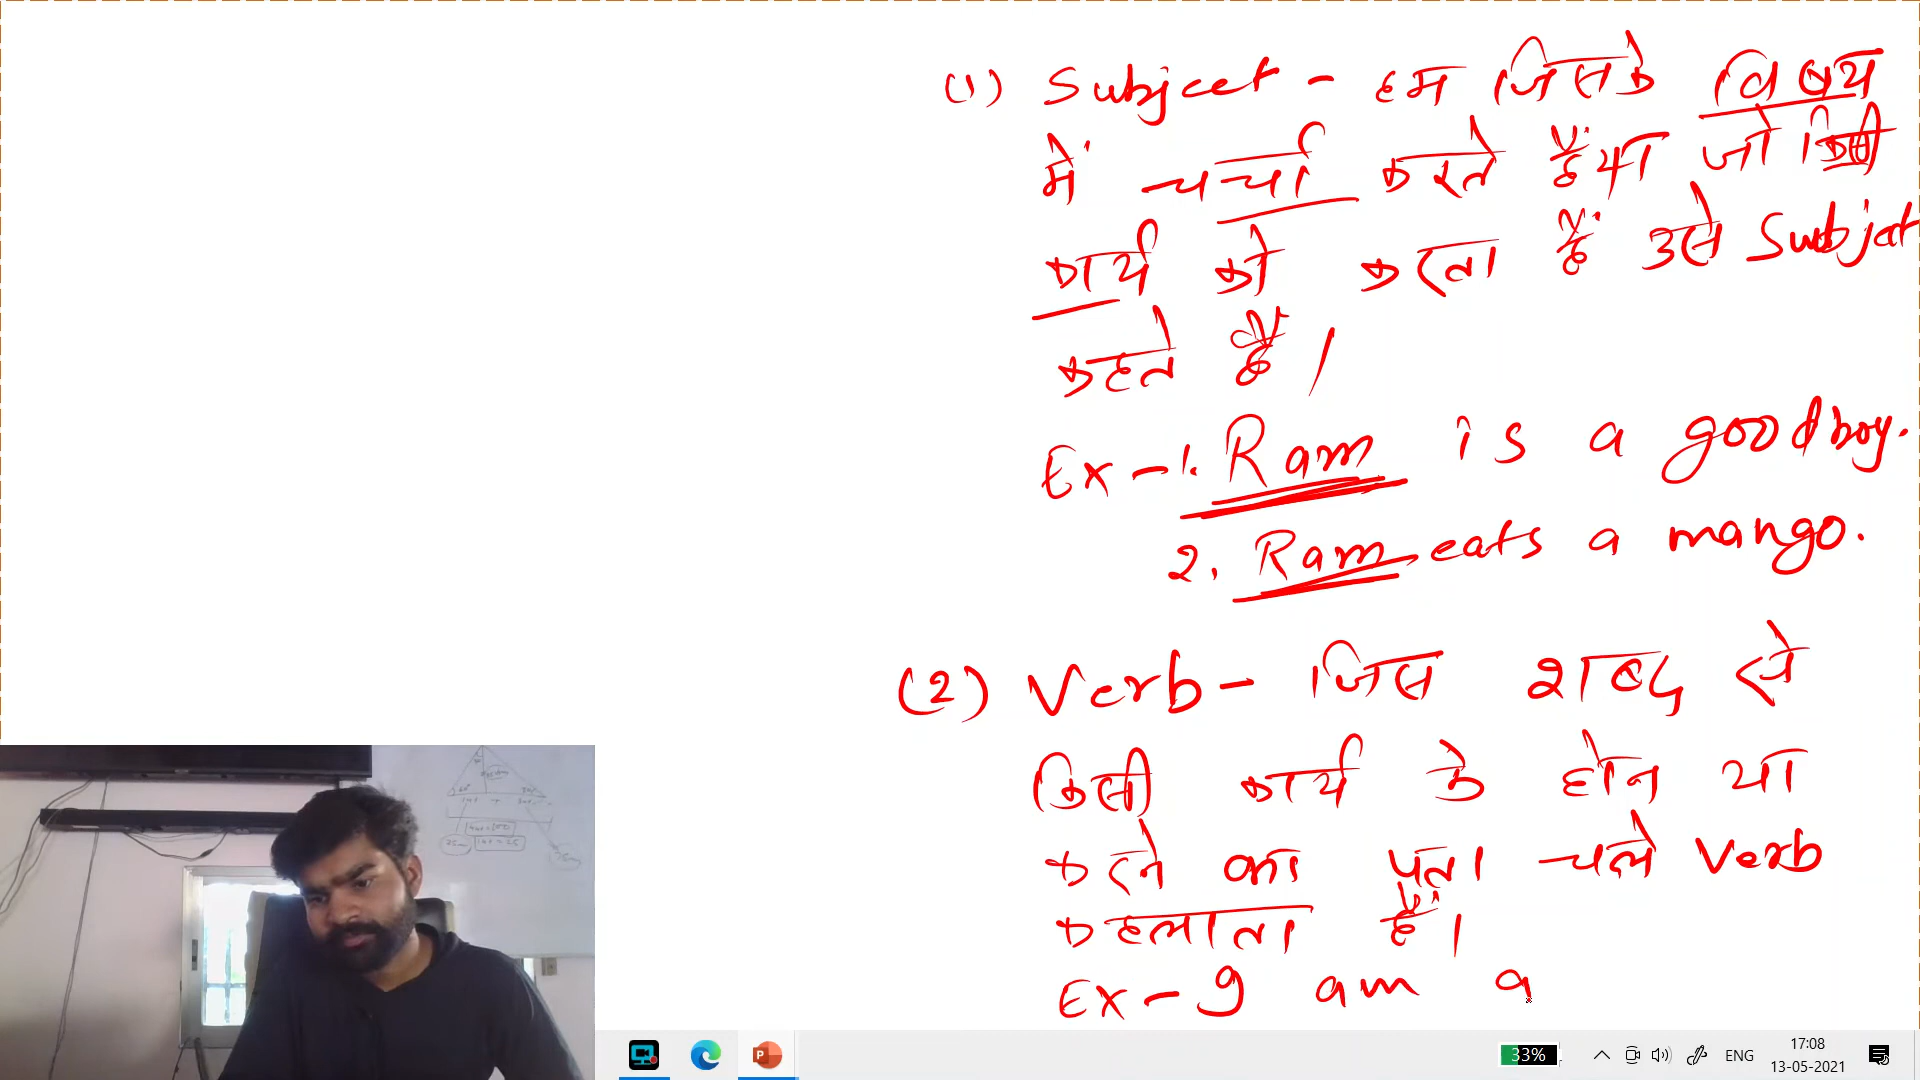 (1) Subject - हम जिसके विषय
में चर्चा करते हैं या जो किसी
कार्य को करता हैं उसे Subject
कहते हैं।
Ex-1. Ram is a good boy.
2. Ram eats a mango.
(2) Verb - जिस शब्द से
किसी कार्य के होने या
करने का पता चले Verb
कहलाता हैं।
Ex- I am a
33%
ENG
17:08
13-05-2021